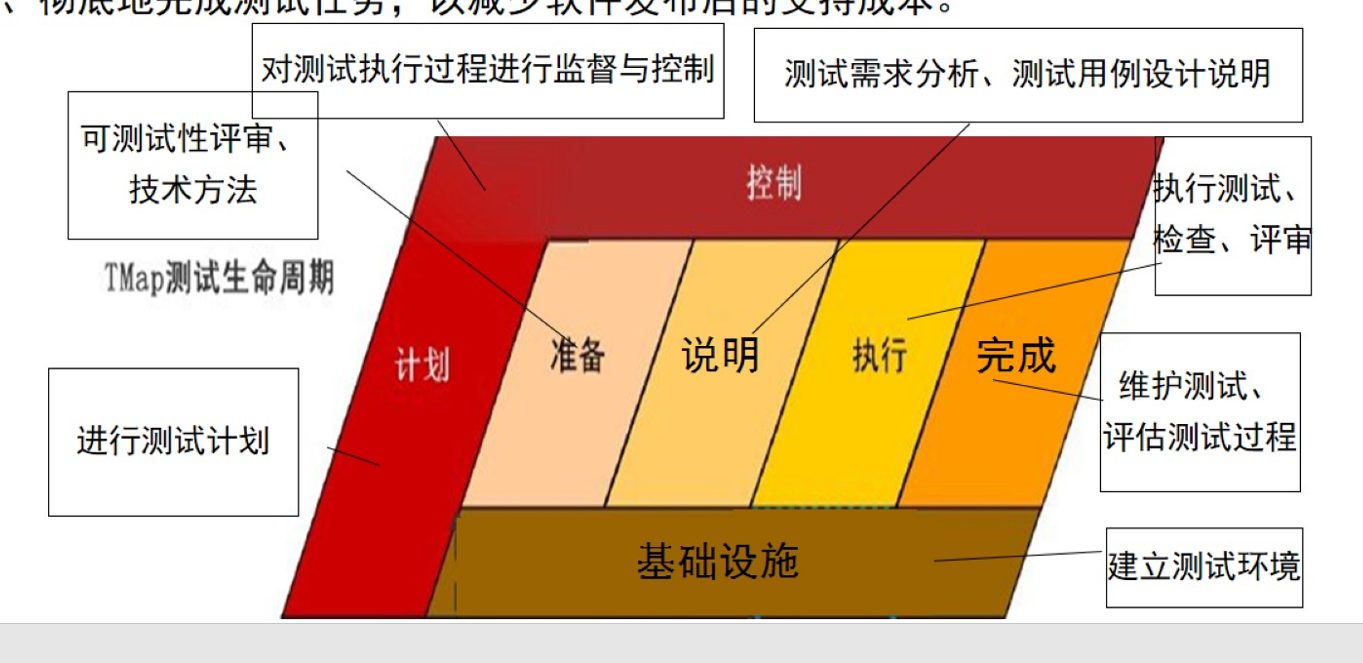 、彻底地完成测试任务，以减少软件发布后的支持成本。
对测试执行过程进行监督与控制
测试需求分析、测试用例设计说明
可测试性评审、
技术方法
控制
执行测试、
检查、评审
TMap测试生命周期
计划
准备
说明
执行
完成
维护测试、
评估测试过程
进行测试计划
基础设施
建立测试环境